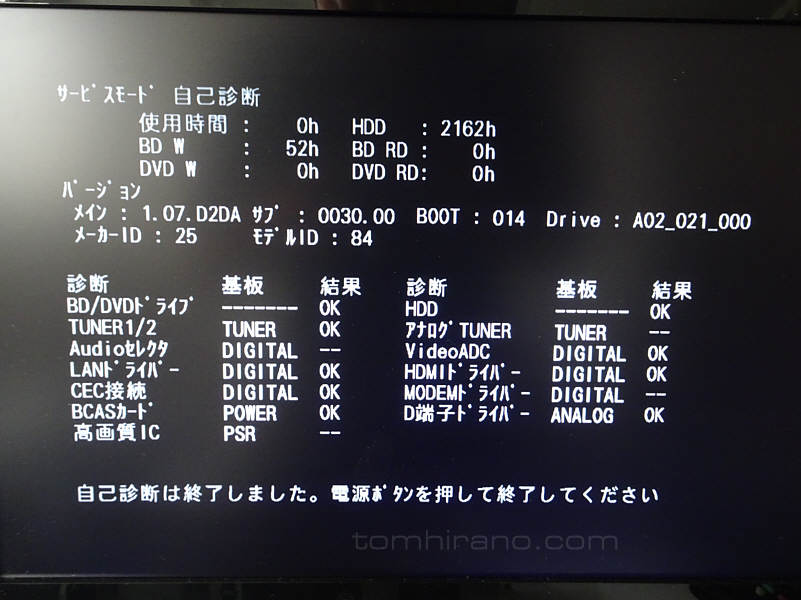 ｻｰﾋﾞｽﾓｰﾄﾞ 自己診断
使用時間 : 0h HDD : 2162h
BD W : 52h BD RD : 0h
DVD W : 0h DVD RD: 0h
ﾊﾞｰｼﾞｮﾝ
ﾒｲﾝ : 1.07.D2DA ｻﾌﾞ : 0030.00 BOOT : 014 Drive : A02_021_000
ﾒｰｶｰID : 25 ﾓﾃﾞﾙID : 84
診断 基板 結果 診断 基板 結果
BD/DVDﾄﾞﾗｲﾌﾞ ------- OK HDD ------- OK
TUNER1/2 TUNER OK ｱﾅﾛｸﾞTUNER TUNER --
Audioｾﾚｸﾀ DIGITAL -- VideoADC DIGITAL OK
LANﾄﾞﾗｲﾊﾞｰ DIGITAL OK HDMIﾄﾞﾗｲﾊﾞｰ DIGITAL OK
CEC接続 DIGITAL OK MODEMﾄﾞﾗｲﾊﾞｰ DIGITAL --
BCASｶｰﾄﾞ POWER OK D端子ﾄﾞﾗｲﾊﾞｰ ANALOG OK
高画質IC PSR --
自己診断は終了しました。電源ﾎﾞﾀﾝを押して終了してください
tomhirano.com